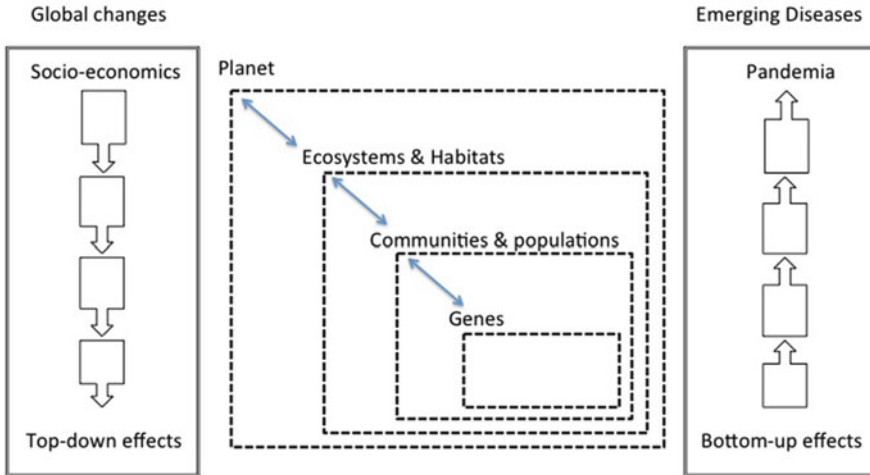 Global changes
Emerging Diseases
Socio-economics
Planet
Pandemia
Ecosystems & Habitats
Communities & populations
Genes
Top-down effects
Bottom-up effects